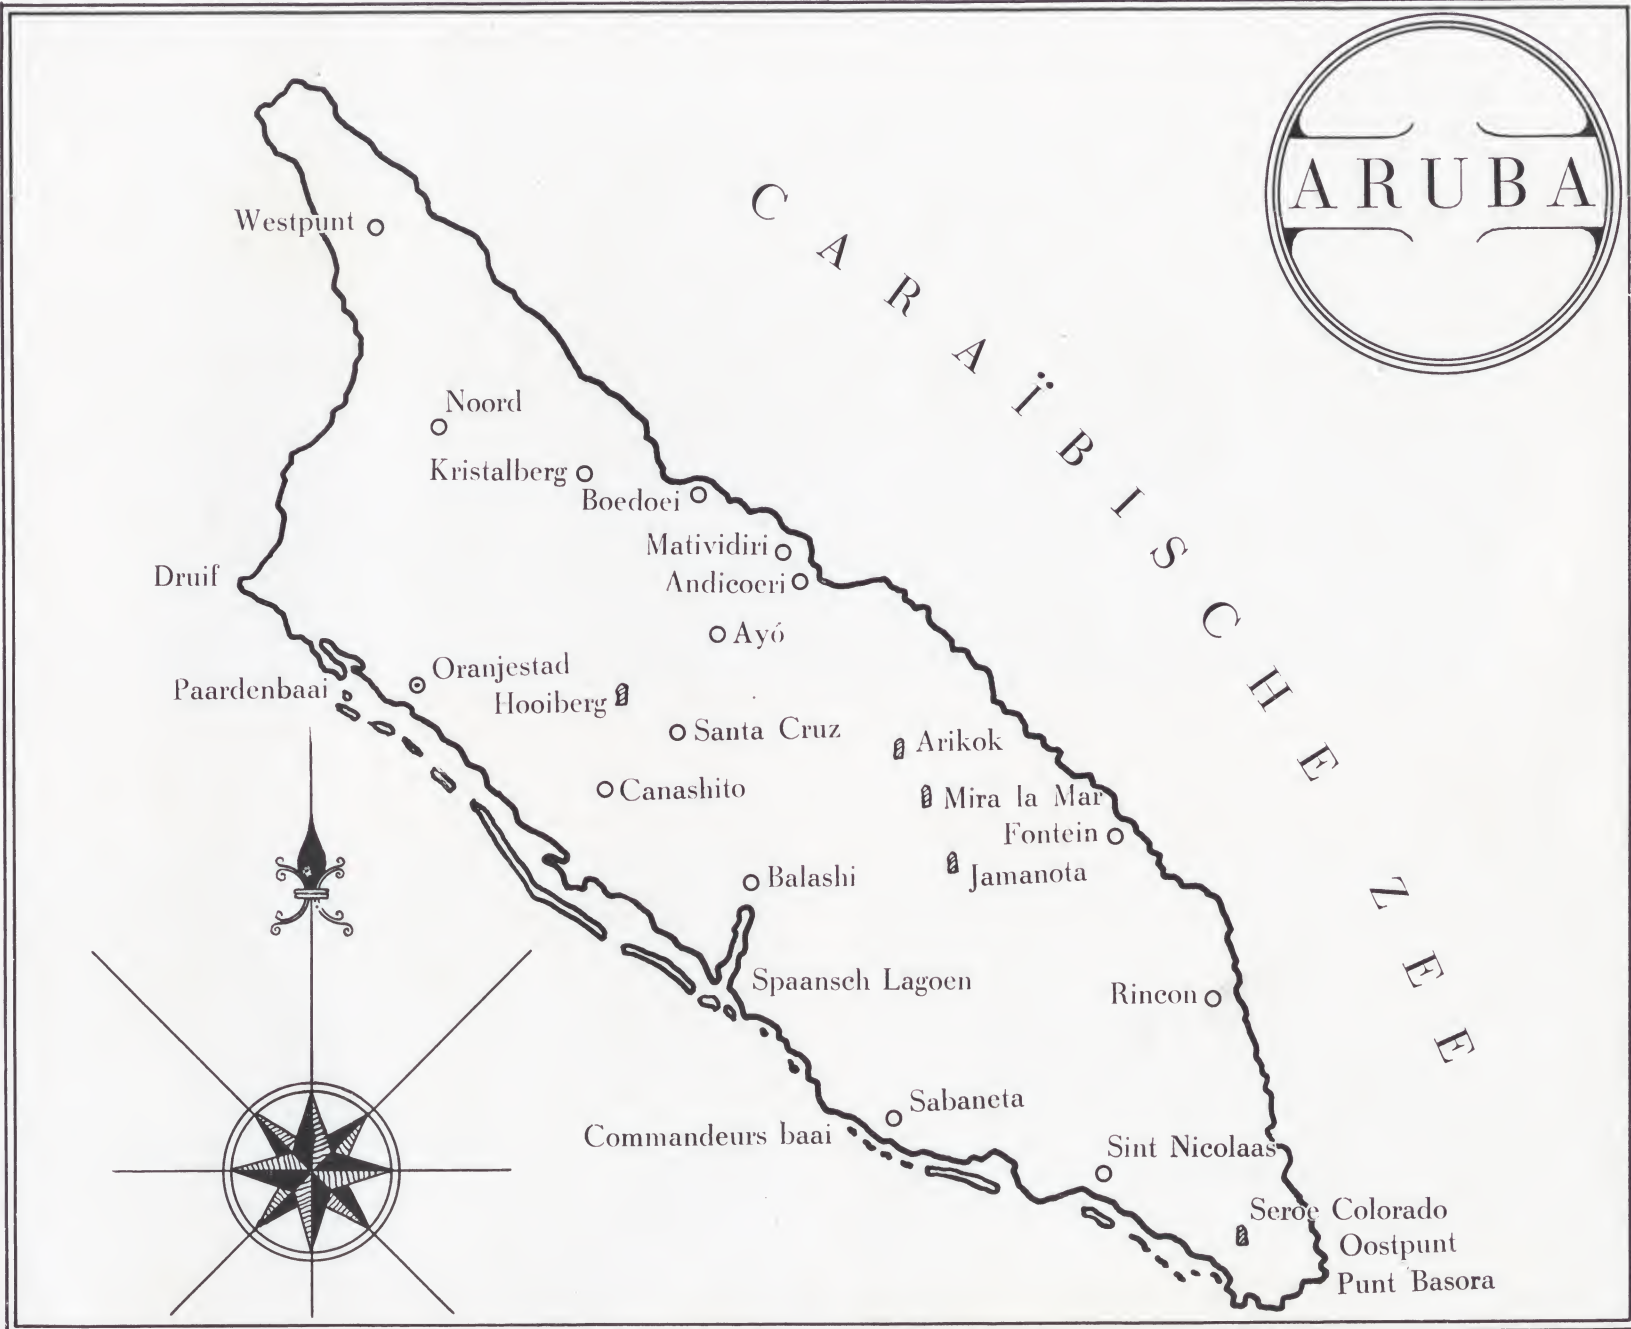 ARUBA
CARAÏBISCHE ZEE
Westpunt
Noord
Kristalberg
Boedoei
Matividiri
Andicoeri
Druif
Ayó
Oranjestad
Paardenbaai
Hooiberg
Santa Cruz
Arikok
Canashito
Mira la Mar
Fontein
Jamanota
Balashi
Spaansch Lagoen
Rincon
Sabaneta
Commandeurs baai
Sint Nicolaas
Seroe Colorado
Oostpunt
Punt Basora